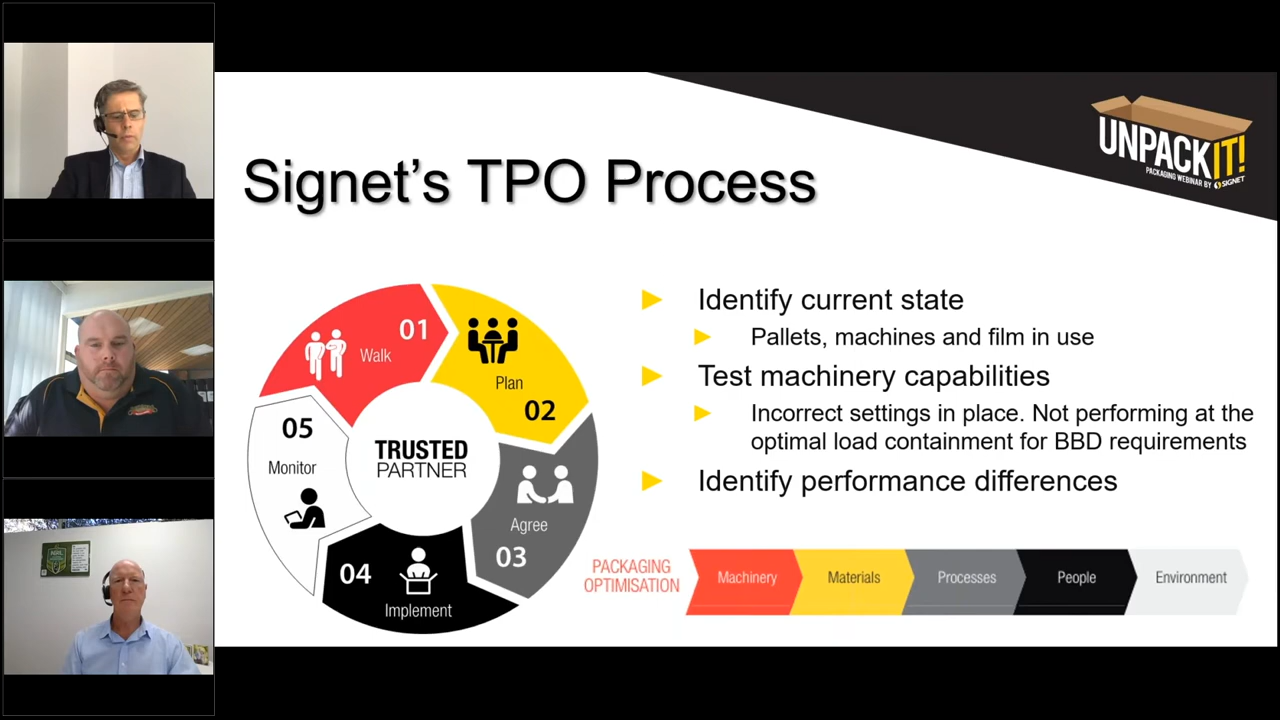 UNPACKIT!
PACKAGING WEBINAR BY SIGNET
Signet's TPO Process
01
Walk
Plan
02
Agree
03
04
Implement
05
Monitor
TRUSTED
PARTNER
Identify current state
Pallets, machines and film in use
Test machinery capabilities
Incorrect settings in place. Not performing at the
optimal load containment for BBD requirements
Identify performance differences
PACKAGING
OPTIMISATION
Machinery
Materials
Processes
People
Environment